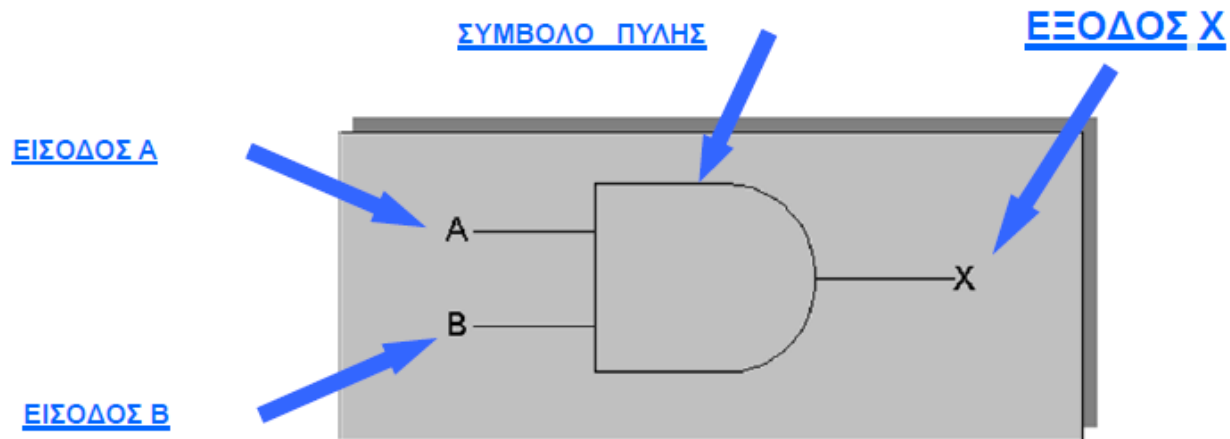 ΣΥΜΒΟΛΟ ΠΥΛΗΣ
ΕΞΟΔΟΣ X
ΕΙΣΟΔΟΣ Α
A
X
B
ΕΙΣΟΔΟΣ Β